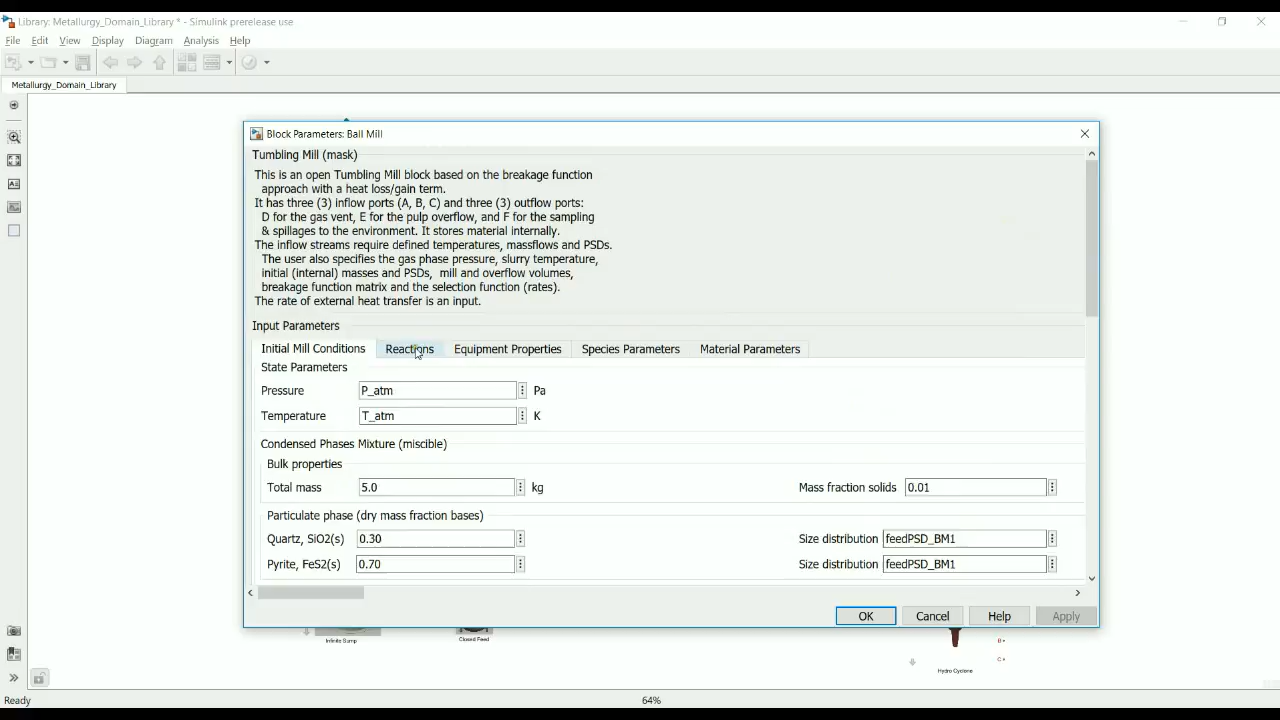 Library: Metallurgy_Domain_Library * - Simulink prerelease use
File Edit View Display Diagram Analysis Help
Metallurgy_Domain_Library
Block Parameters: Ball Mill
Tumbling Mill (mask)
This is an open Tumbling Mill block based on the breakage function
approach with a heat loss/gain term.
It has three (3) inflow ports (A, B, C) and three (3) outflow ports:
D for the gas vent, E for the pulp overflow, and F for the sampling
& spillages to the environment. It stores material internally.
The inflow streams require defined temperatures, massflows and PSDs.
The user also specifies the gas phase pressure, slurry temperature,
initial (internal) masses and PSDs, mill and overflow volumes,
breakage function matrix and the selection function (rates).
The rate of external heat transfer is an input.
Input Parameters
Initial Mill Conditions Reactions Equipment Properties Species Parameters Material Parameters
State Parameters
Pressure P_atm Pa
Temperature T_atm K
Condensed Phases Mixture (miscible)
Bulk properties
Total mass 5.0 kg Mass fraction solids 0.01
Particulate phase (dry mass fraction bases)
Quartz, SiO2(s) 0.30 Size distribution feedPSD_BM1
Pyrite, FeS2(s) 0.70 Size distribution feedPSD_BM1
OK Cancel Help Apply
Infinite Sump Closed Feed B
C
Hydro Cyclone
Ready 64%